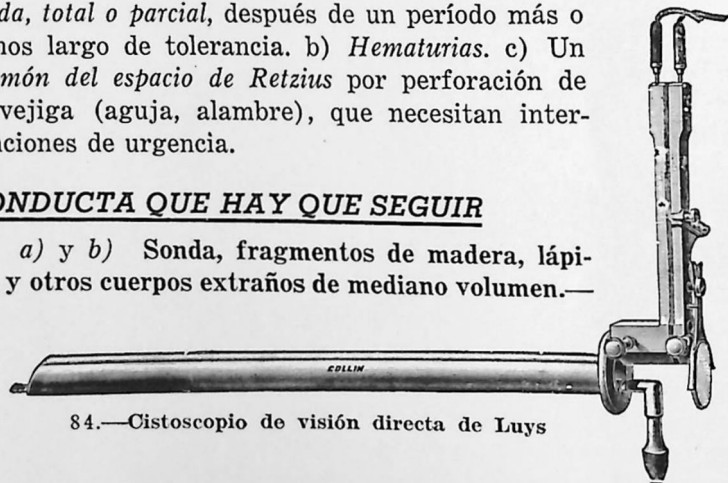 da, total o parcial, después de un período más o
nos largo de tolerancia. b) Hematurias. c) Un
món del espacio de Retzius por perforación de
vejiga (aguja, alambre), que necesitan inter-
ciones de urgencia.
ONDUCTA QUE HAY QUE SEGUIR
a) y b) Sonda, fragmentos de madera, lápi-
y otros cuerpos extraños de mediano volumen.—
COLLIN
84.—Cistoscopio de visión directa de Luys